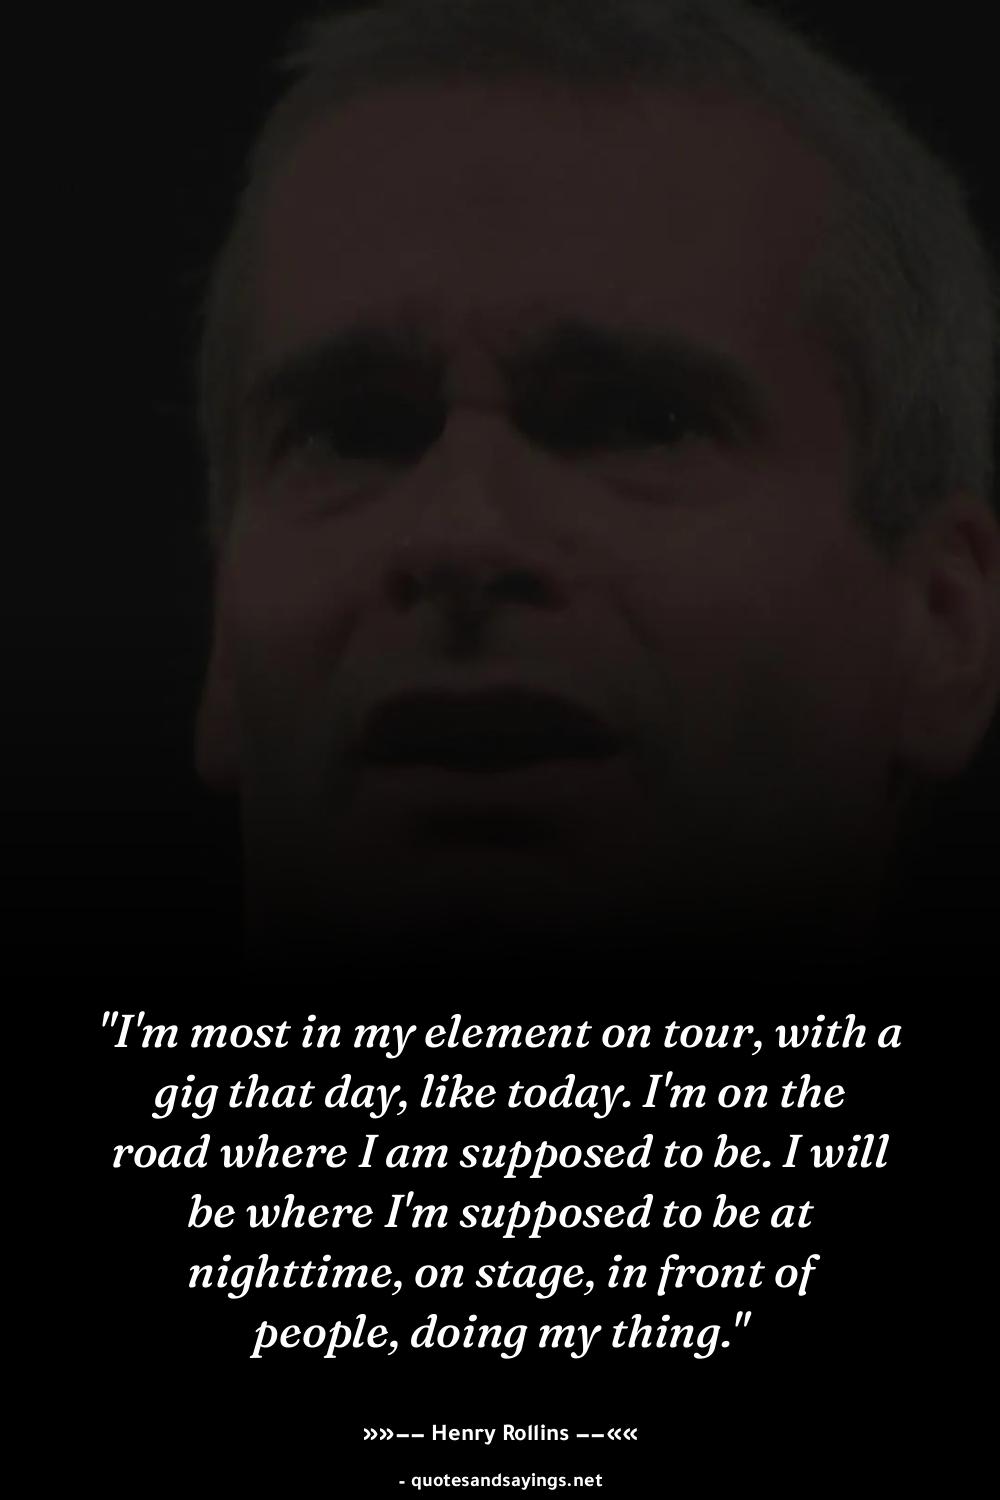 "I'm most in my element on tour, with a
gig that day, like today. I'm on the
road where I am supposed to be. I will
be where I'm supposed to be at
nighttime, on stage, in front of
people, doing my thing."
»»–– Henry Rollins ––««
- quotesandsayings.net